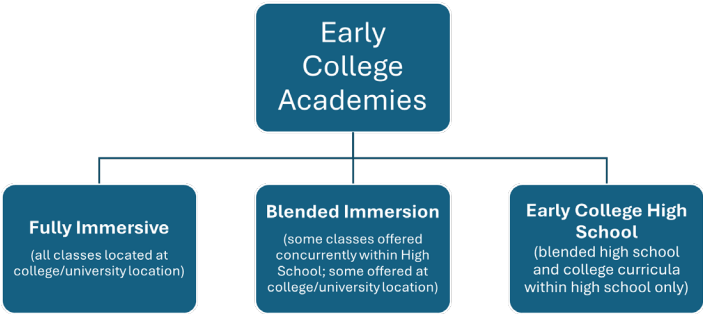 Early
College
Academies
Fully Immersive
(all classes located at
college/university location)
Blended Immersion
(some classes offered
concurrently within High
School; some offered at
college/university location)
Early College High
School
(blended high school
and college curricula
within high school only)